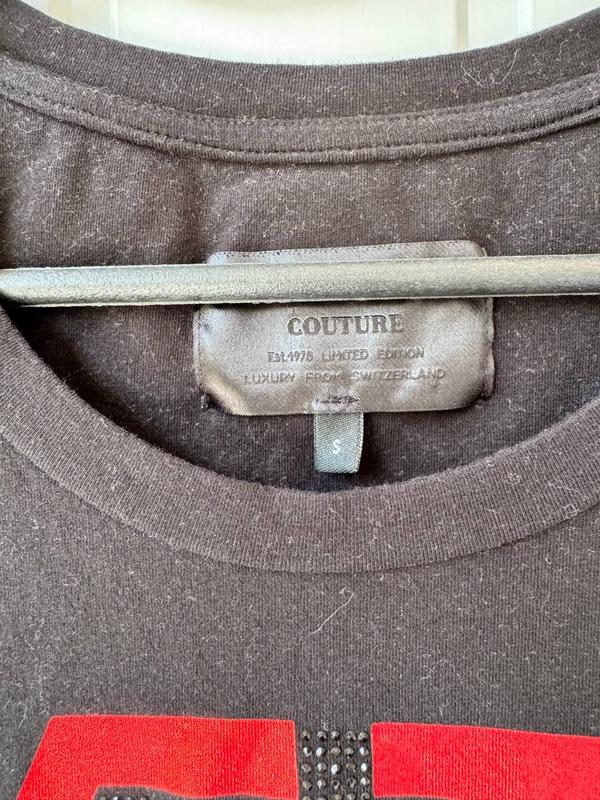 COUTURE
Est.1978 LIMITED EDITION
LUXURY FROM SWITZERLAND
S